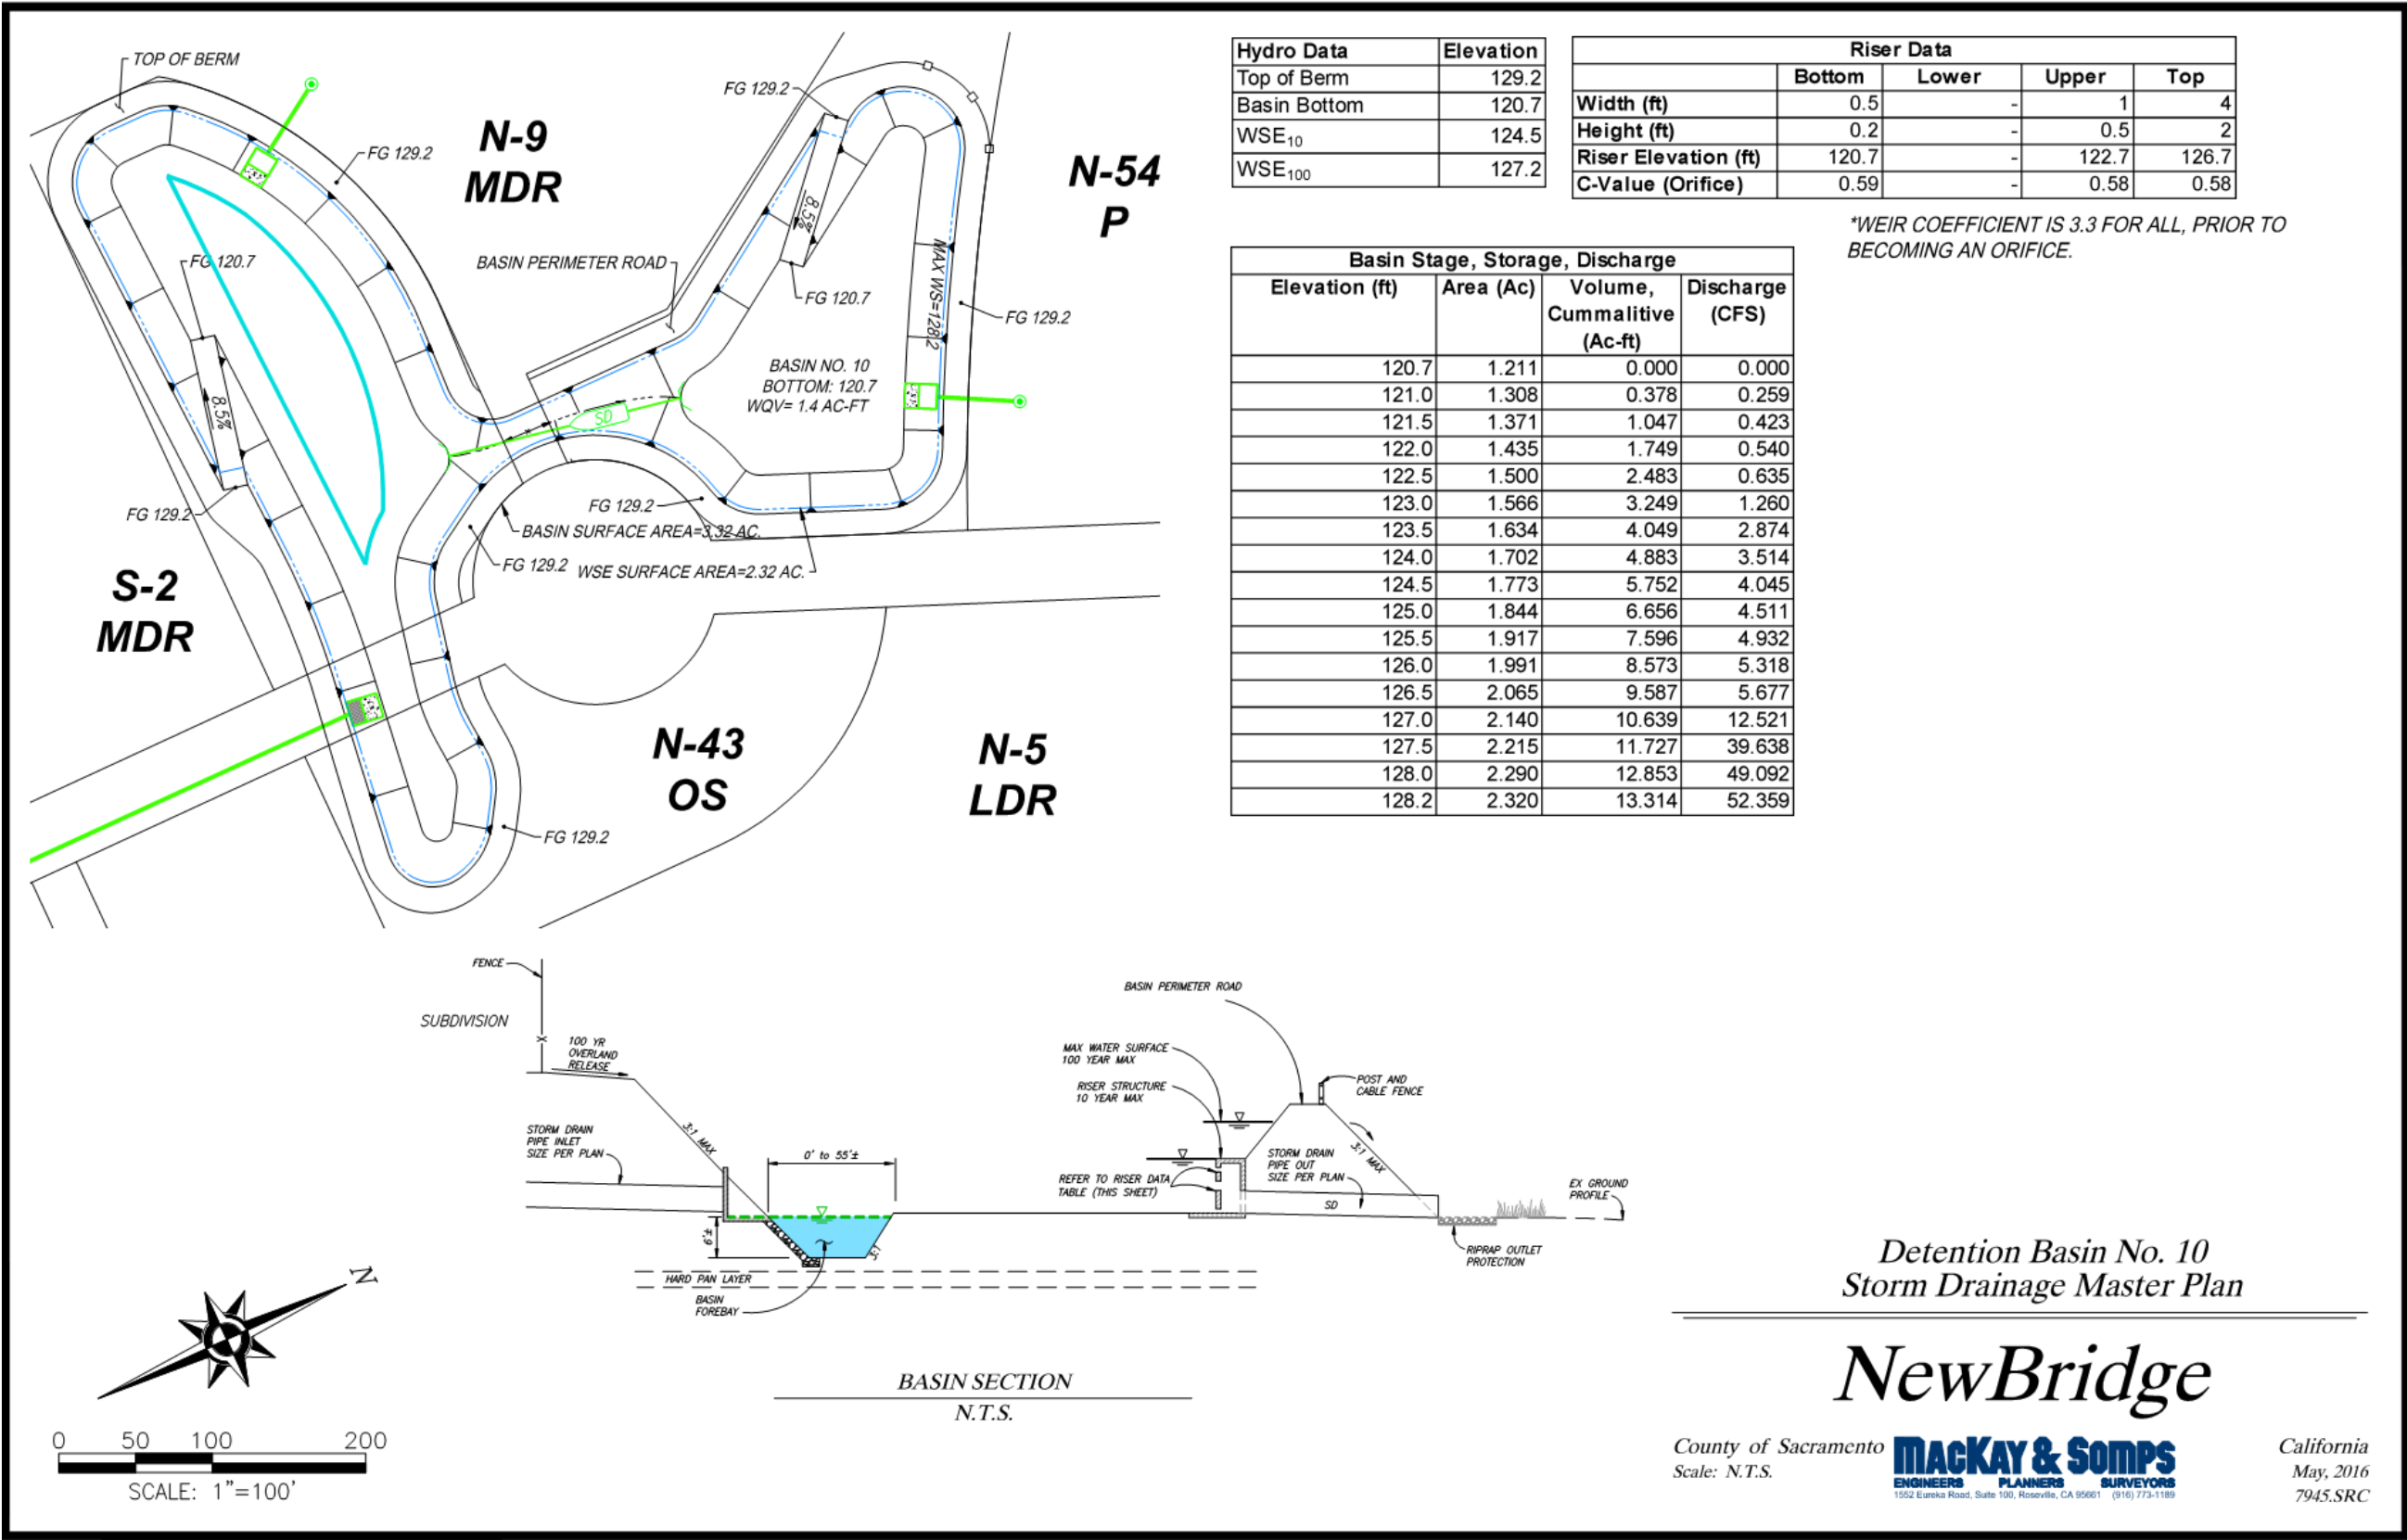 TOP OF BERM
FG 129.2
N-9
MDR
FG 129.2
N-54
P
BASIN PERIMETER ROAD
8.5%
FG 120.7
FG 120.7
MAX WS=128.2
FG 129.2
BASIN NO. 10
BOTTOM: 120.7
WQV= 1.4 AC-FT
8.5%
SD
FG 129.2
FG 129.2
BASIN SURFACE AREA=3.32 AC.
FG 129.2
WSE SURFACE AREA=2.32 AC.
S-2
MDR
N-43
OS
N-5
LDR
FG 129.2
Hydro Data Elevation
Top of Berm 129.2
Basin Bottom 120.7
WSE10 124.5
WSE100 127.2
Riser Data
Bottom Lower Upper Top
Width (ft) 0.5 - 1 4
Height (ft) 0.2 - 0.5 2
Riser Elevation (ft) 120.7 - 122.7 126.7
C-Value (Orifice) 0.59 - 0.58 0.58
*WEIR COEFFICIENT IS 3.3 FOR ALL, PRIOR TO
BECOMING AN ORIFICE.
Basin Stage, Storage, Discharge
Elevation (ft) Area (Ac) Volume, Discharge
Cummalitive (CFS)
(Ac-ft)
120.7 1.211 0.000 0.000
121.0 1.308 0.378 0.259
121.5 1.371 1.047 0.423
122.0 1.435 1.749 0.540
122.5 1.500 2.483 0.635
123.0 1.566 3.249 1.260
123.5 1.634 4.049 2.874
124.0 1.702 4.883 3.514
124.5 1.773 5.752 4.045
125.0 1.844 6.656 4.511
125.5 1.917 7.596 4.932
126.0 1.991 8.573 5.318
126.5 2.065 9.587 5.677
127.0 2.140 10.639 12.521
127.5 2.215 11.727 39.638
128.0 2.290 12.853 49.092
128.2 2.320 13.314 52.359
FENCE
SUBDIVISION
X
100 YR
OVERLAND
RELEASE
3:1 MAX
STORM DRAIN
PIPE INLET
SIZE PER PLAN
0' to 55'±
6'±
3:1
HARD PAN LAYER
BASIN
FOREBAY
BASIN PERIMETER ROAD
MAX WATER SURFACE
100 YEAR MAX
RISER STRUCTURE
10 YEAR MAX
POST AND
CABLE FENCE
3:1 MAX
STORM DRAIN
PIPE OUT
SIZE PER PLAN
REFER TO RISER DATA
TABLE (THIS SHEET)
SD
EX GROUND
PROFILE
RIPRAP OUTLET
PROTECTION
BASIN SECTION
N.T.S.
N
0 50 100 200
SCALE: 1"=100'
Detention Basin No. 10
Storm Drainage Master Plan
NewBridge
County of Sacramento
Scale: N.T.S.
MACKAY & SOMPS
ENGINEERS PLANNERS SURVEYORS
1552 Eureka Road, Suite 100, Roseville, CA 95661 (916) 773-1189
California
May, 2016
7945.SRC